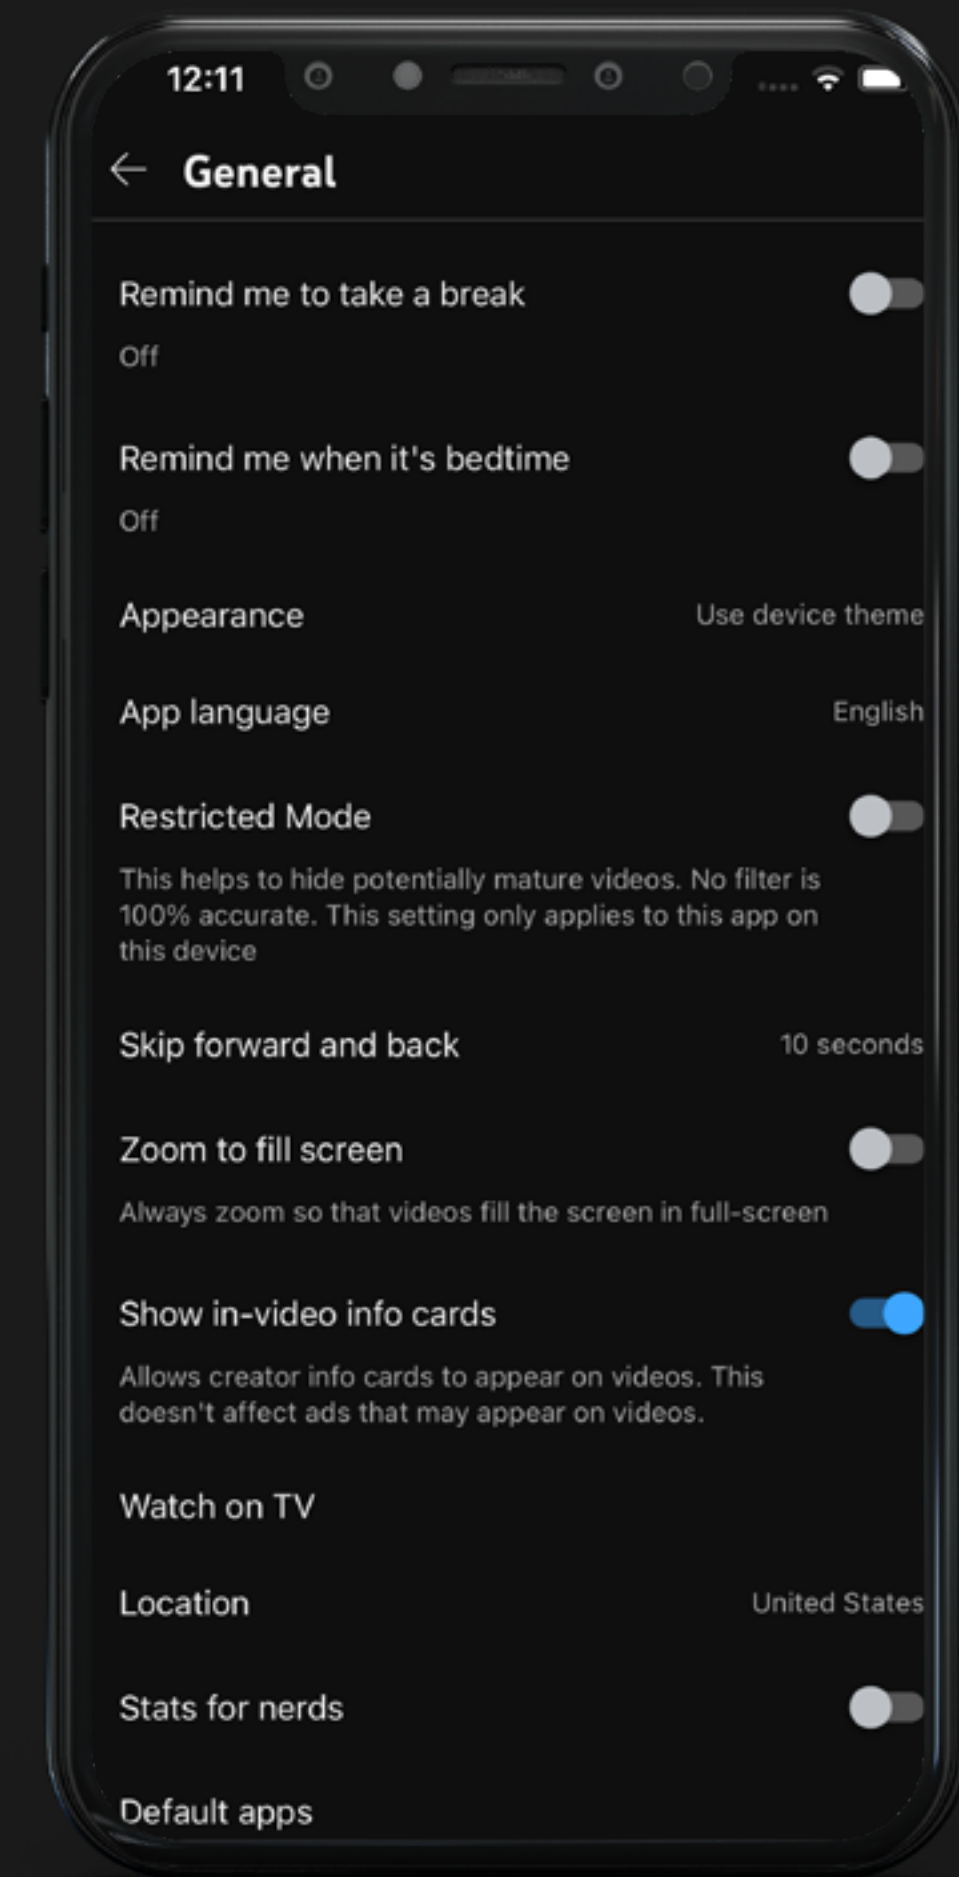 12:11
General
Remind me to take a break
Off
Remind me when it's bedtime
Off
Appearance
Use device theme
App language
English
Restricted Mode
This helps to hide potentially mature videos. No filter is
100% accurate. This setting only applies to this app on
this device
Skip forward and back
10 seconds
Zoom to fill screen
Always zoom so that videos fill the screen in full-screen
Show in-video info cards
Allows creator info cards to appear on videos. This
doesn't affect ads that may appear on videos.
Watch on TV
Location
United States
Stats for nerds
Default apps